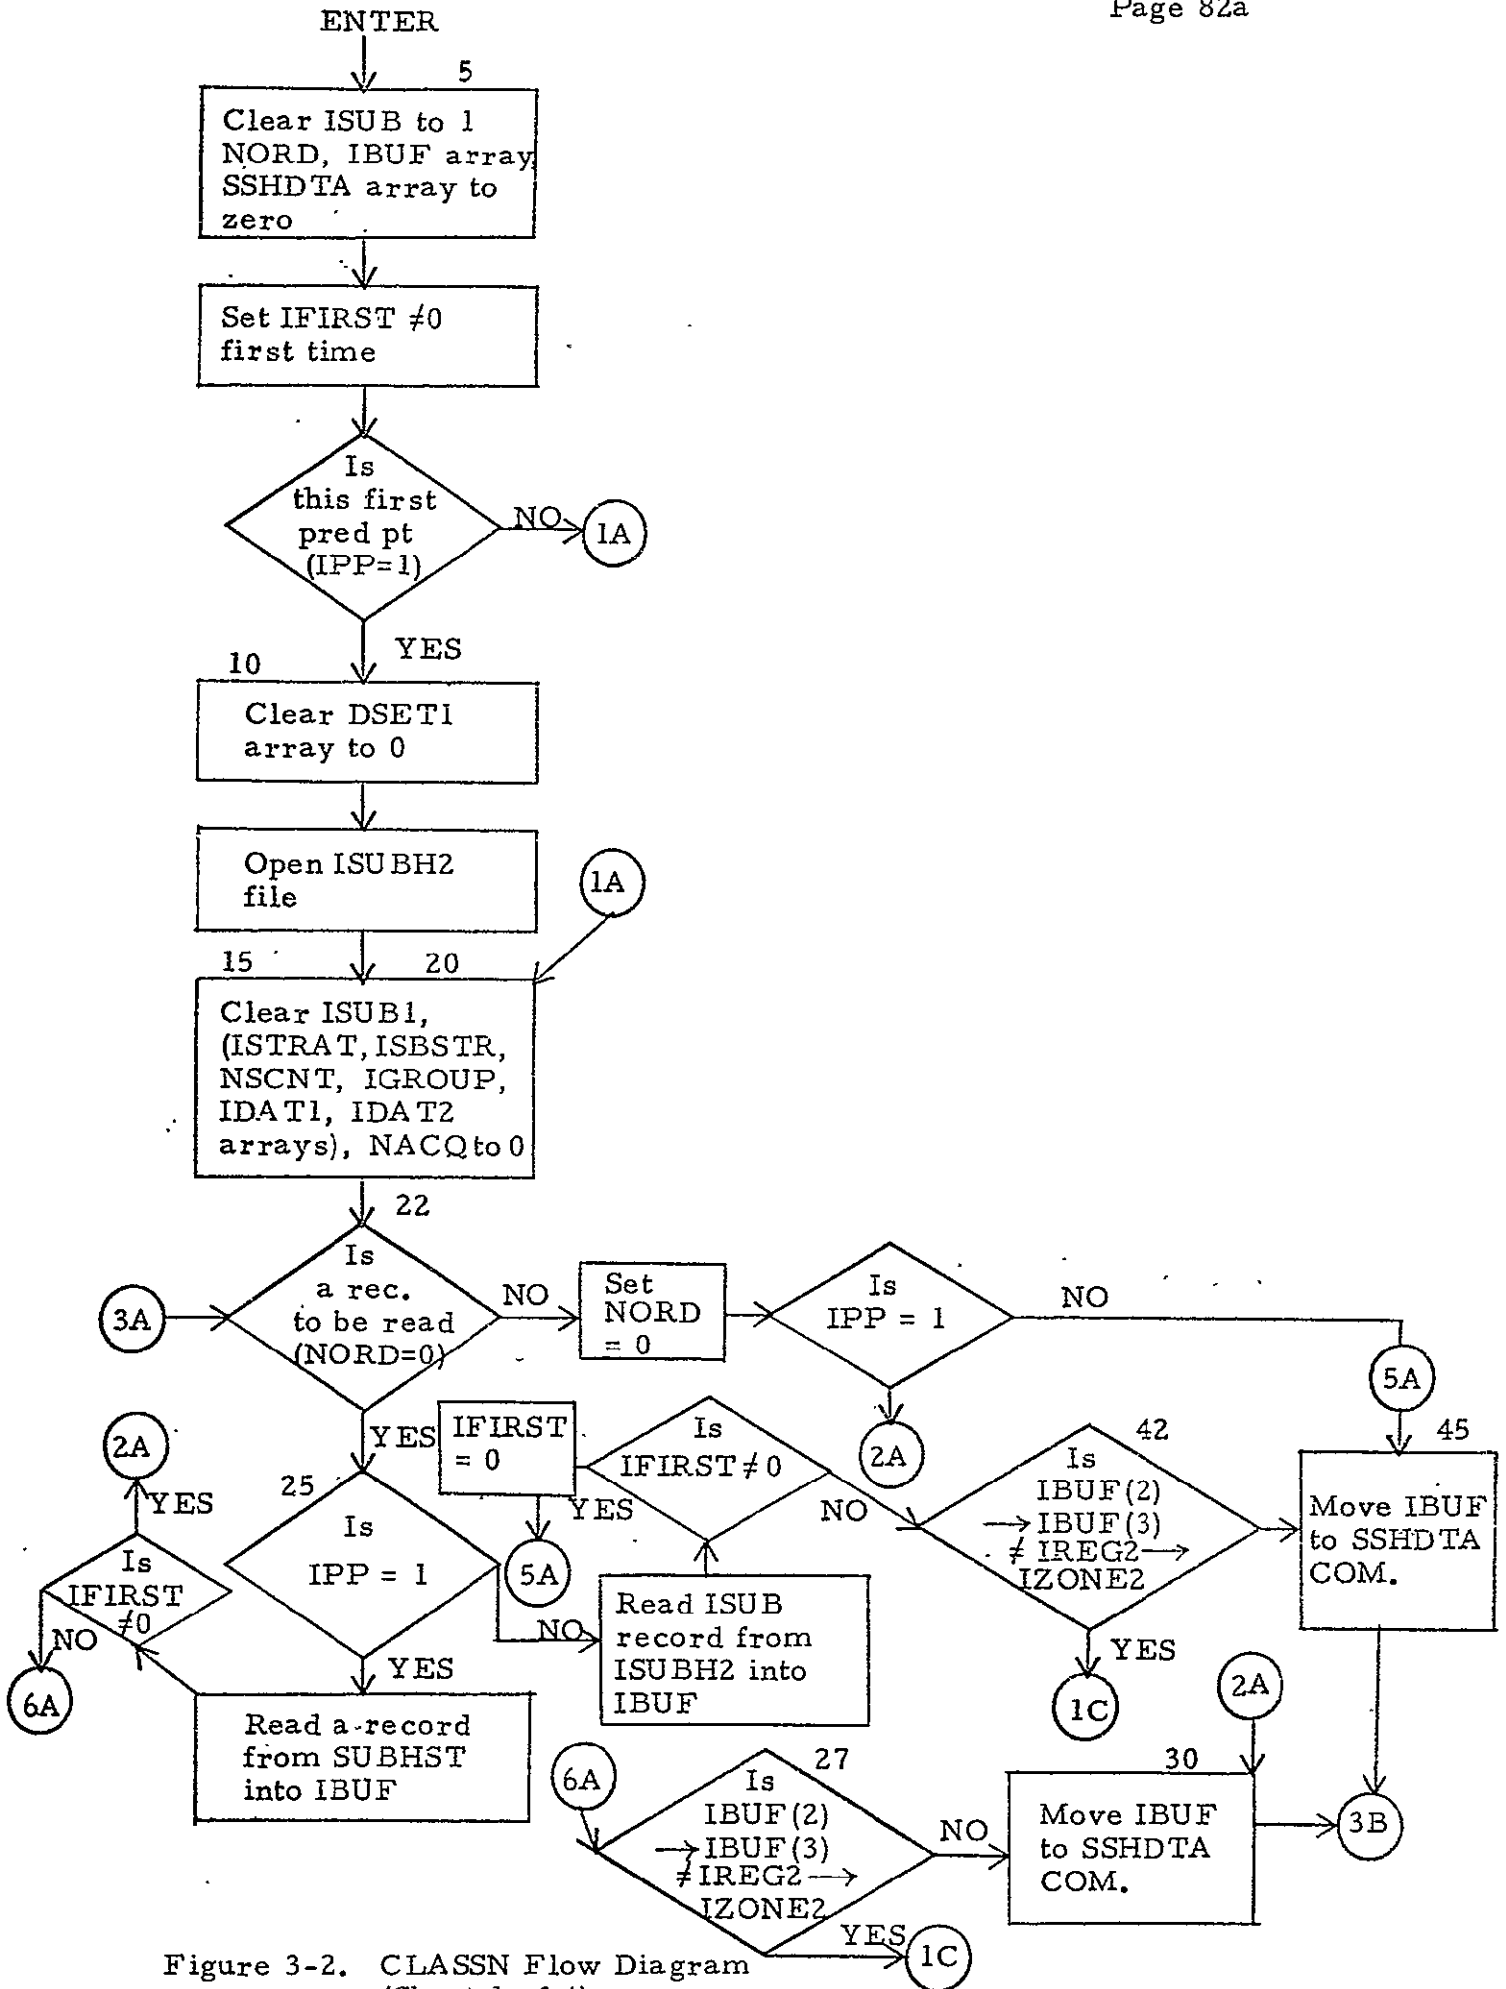 Page 82a
ENTER
5
Clear ISUB to 1
NORD, IBUF array
SSHDTA array to
zero
Set IFIRST ≠0
first time
Is
this first
pred pt
(IPP=1)
NO
1A
YES
10
Clear DSET1
array to 0
Open ISUBH2
file
1A
15
20
Clear ISUB1,
(ISTRAT, ISBSTR,
NSCNT, IGROUP,
IDAT1, IDAT2
arrays), NACQ to 0
22
3A
Is
a rec.
to be read
(NORD=0)
NO
Set
NORD
= 0
Is
IPP = 1
NO
5A
2A
YES
2A
YES
Is
IFIRST
≠0
NO
6A
25
Is
IPP = 1
YES
NO
Read a record
from SUBHST
into IBUF
IFIRST
= 0
YES
5A
Is
IFIRST ≠ 0
NO
Read ISUB
record from
ISUBH2 into
IBUF
42
Is
IBUF(2)
→ IBUF(3)
≠ IREG2 →
IZONE2
YES
1C
45
Move IBUF
to SSHDTA
COM.
2A
6A
27
Is
IBUF(2)
→ IBUF(3)
≠ IREG2 →
IZONE2
NO
YES
1C
30
Move IBUF
to SSHDTA
COM.
3B
Figure 3-2. CLASSN Flow Diagram